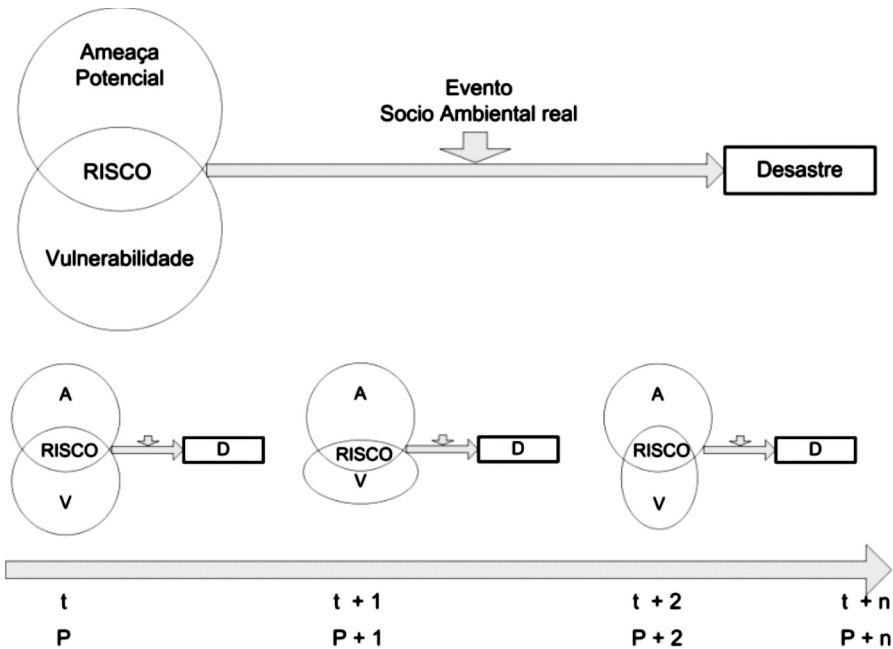 Ameaça
Potencial
RISCO
Vulnerabilidade
Evento
Socio Ambiental real
Desastre
A
RISCO
V
D
A
RISCO
V
D
A
RISCO
V
D
t t + 1 t + 2 t + n
P P + 1 P + 2 P + n